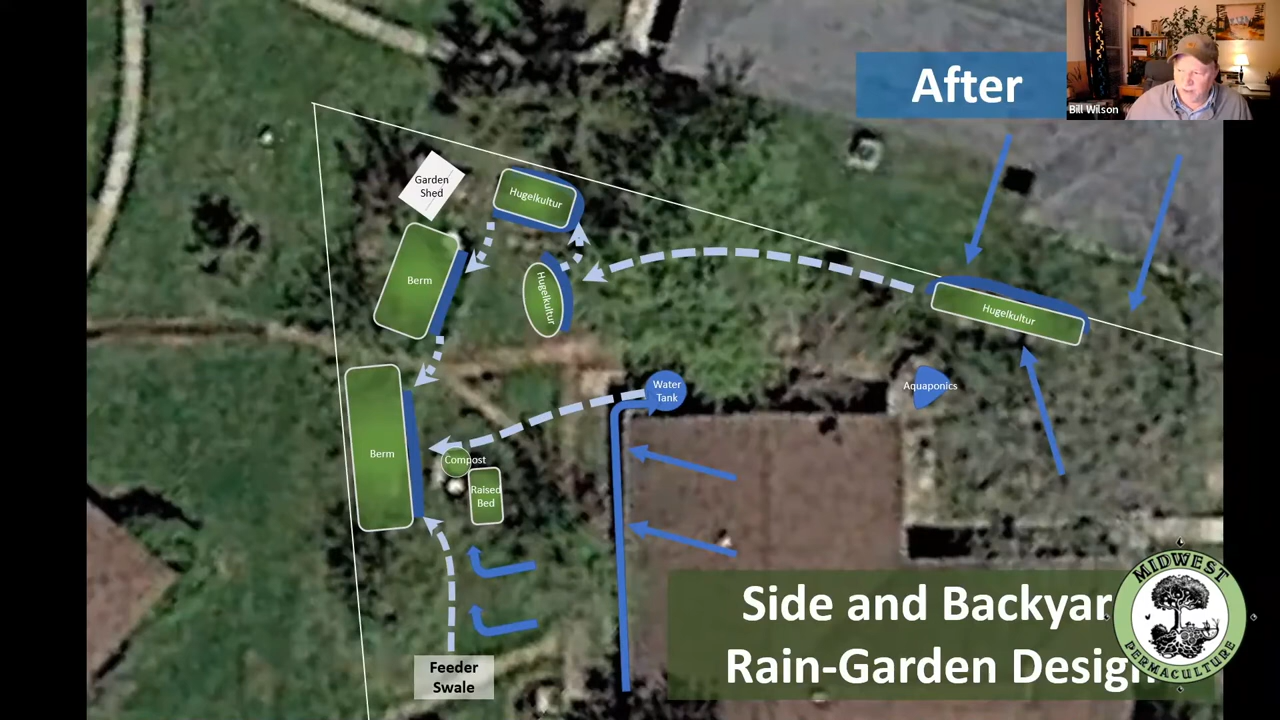 After
Bill Wilson
Garden
Shed
Hugelkultur
Berm
Hugelkultur
Hugelkultur
Water
Tank
Aquaponics
Berm
Compost
Raised
Bed
Side and Backyar
Rain-Garden Design
MIDWEST
PERMACULTURE
Feeder
Swale